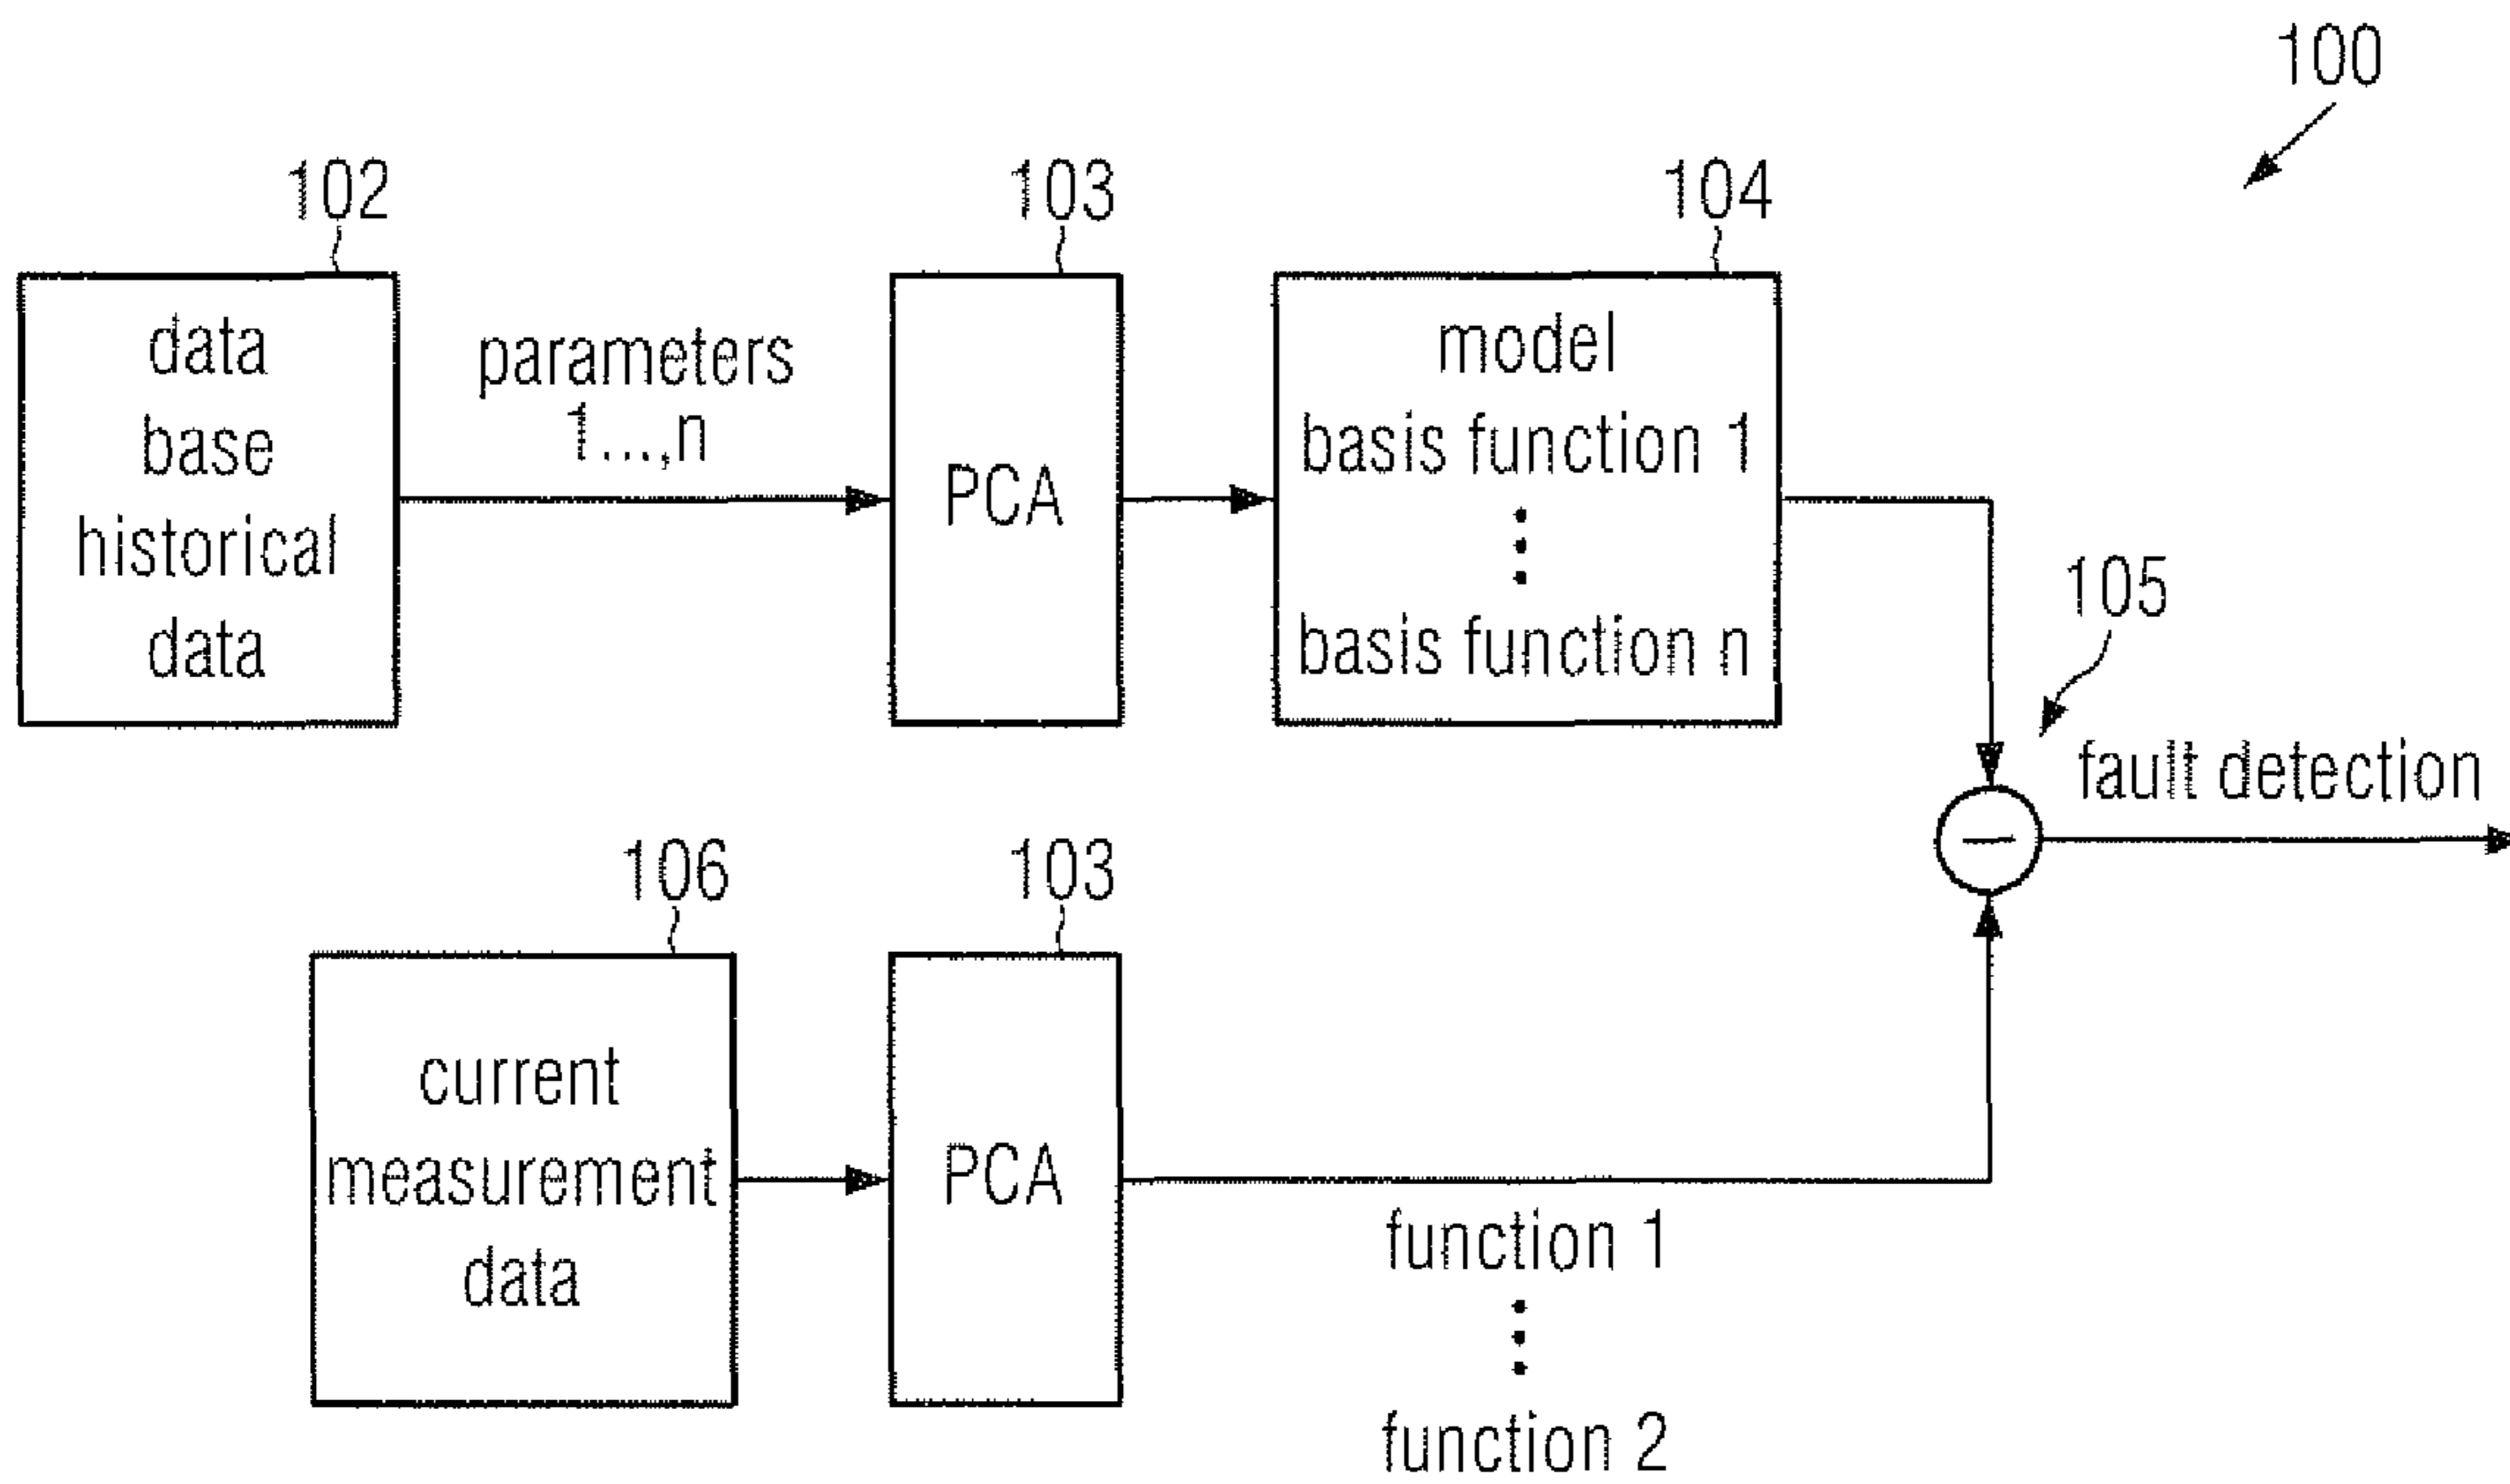 100
102
103
104
data
base
historical
data
parameters
1...,n
PCA
model
basis function 1
basis function n
105
fault detection
106
103
current
measurement
data
PCA
function 1
function 2